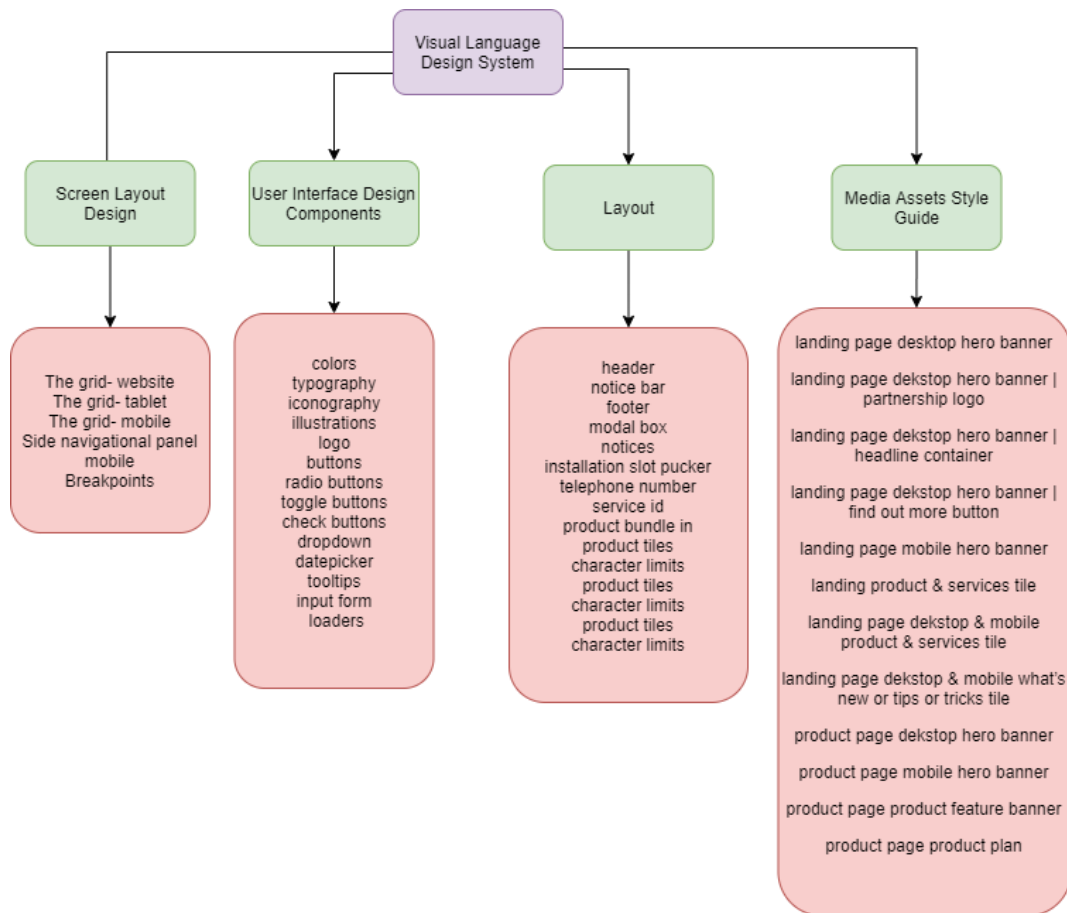 Visual Language
Design System
Screen Layout
Design
User Interface Design
Components
Layout
Media Assets Style
Guide
The grid- website
The grid- tablet
The grid- mobile
Side navigational panel
mobile
Breakpoints
colors
typography
iconography
illustrations
logo
buttons
radio buttons
toggle buttons
check buttons
dropdown
datepicker
tooltips
input form
loaders
header
notice bar
footer
modal box
notices
installation slot pucker
telephone number
service id
product bundle in
product tiles
character limits
product tiles
character limits
product tiles
character limits
landing page desktop hero banner
landing page dekstop hero banner |
partnership logo
landing page dekstop hero banner |
headline container
landing page dekstop hero banner |
find out more button
landing page mobile hero banner
landing product & services tile
landing page dekstop & mobile
product & services tile
landing page dekstop & mobile what's
new or tips or tricks tile
product page dekstop hero banner
product page mobile hero banner
product page product feature banner
product page product plan